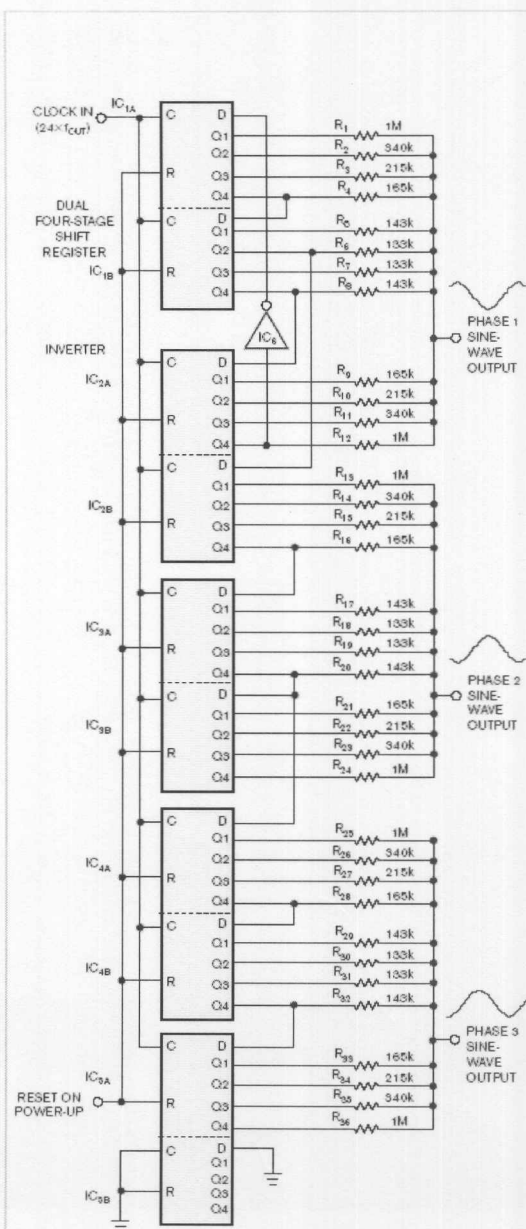 CLOCK IN
(24×fOUT)
IC1A
C
D
Q1
Q2
Q3
Q4
R
R1 1M
R2 340k
R3 215k
R4 165k
DUAL
FOUR-STAGE
SHIFT
REGISTER
IC1B
C
D
Q1
Q2
Q3
Q4
R
R5 143k
R6 133k
R7 133k
R8 143k
PHASE 1
SINE-
WAVE
OUTPUT
INVERTER
IC6
IC2A
C
D
Q1
Q2
Q3
Q4
R
R9 165k
R10 215k
R11 340k
R12 1M
IC2B
C
D
Q1
Q2
Q3
Q4
R
R13 1M
R14 340k
R15 215k
R16 165k
IC3A
C
D
Q1
Q2
Q3
Q4
R
R17 143k
R18 133k
R19 133k
R20 143k
PHASE 2
SINE-
WAVE
OUTPUT
IC3B
C
D
Q1
Q2
Q3
Q4
R
R21 165k
R22 215k
R23 340k
R24 1M
IC4A
C
D
Q1
Q2
Q3
Q4
R
R25 1M
R26 340k
R27 215k
R28 165k
IC4B
C
D
Q1
Q2
Q3
Q4
R
R29 143k
R30 133k
R31 133k
R32 143k
PHASE 3
SINE-
WAVE
OUTPUT
IC5A
C
D
Q1
Q2
Q3
Q4
R
R33 165k
R34 215k
R35 340k
R36 1M
RESET ON
POWER-UP
IC5B
C
D
Q1
Q2
Q3
Q4
R